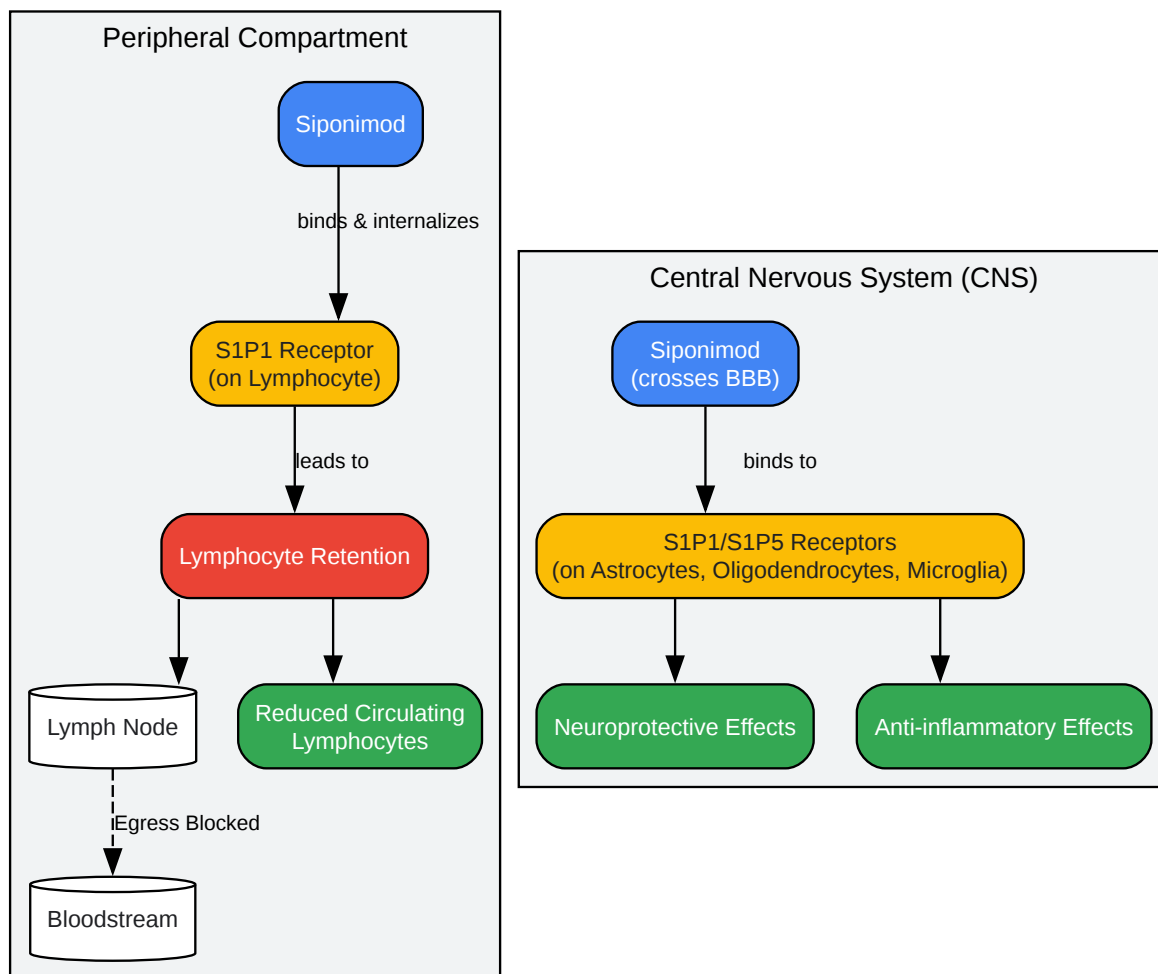 Peripheral Compartment
Siponimod
binds & internalizes
S1P1 Receptor
(on Lymphocyte)
leads to
Lymphocyte Retention
Lymph Node
Reduced Circulating
Lymphocytes
Egress Blocked
Bloodstream
Central Nervous System (CNS)
Siponimod
(crosses BBB)
binds to
S1P1/S1P5 Receptors
(on Astrocytes, Oligodendrocytes, Microglia)
Neuroprotective Effects
Anti-inflammatory Effects